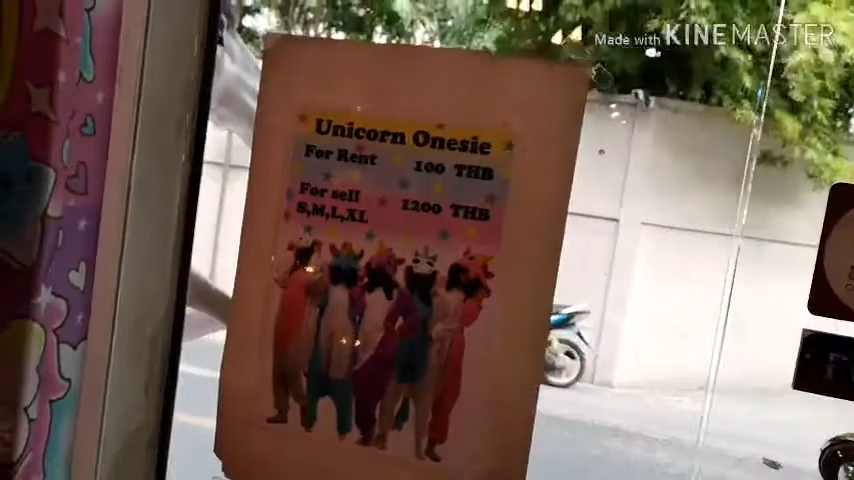 Made with KINEMASTER
Unicorn Onesie
For Rent 100 THB
For sell
S,M,L,XL 1200 THB